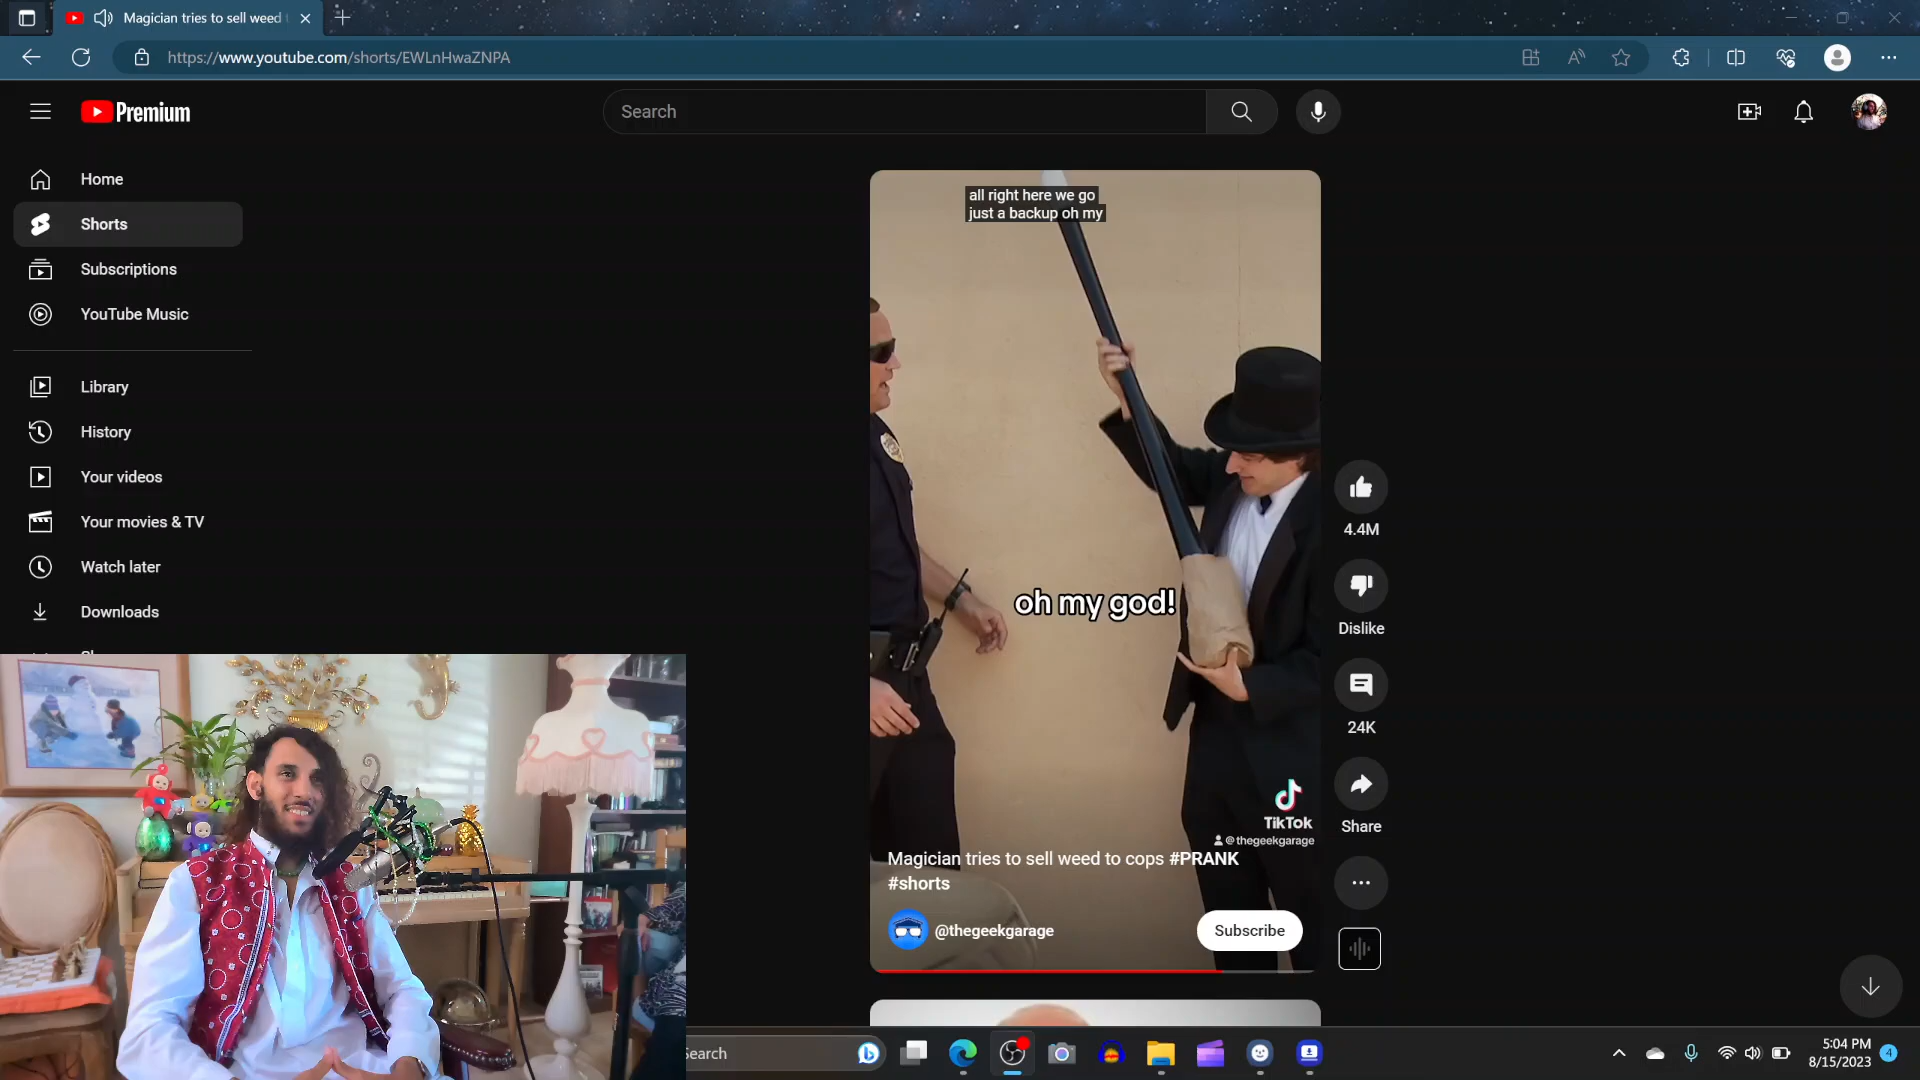 Magician tries to sell weed
https://www.youtube.com/shorts/EWLnHwaZNPA
Premium
Search
Home
Shorts
Subscriptions
YouTube Music
Library
History
Your videos
Your movies & TV
Watch later
Downloads
all right here we go
just a backup oh my
oh my god!
TikTok
@thegeekgarage
Magician tries to sell weed to cops #PRANK
#shorts
@thegeekgarage
Subscribe
4.4M
Dislike
24K
Share
Search
5:04 PM
8/15/2023
4